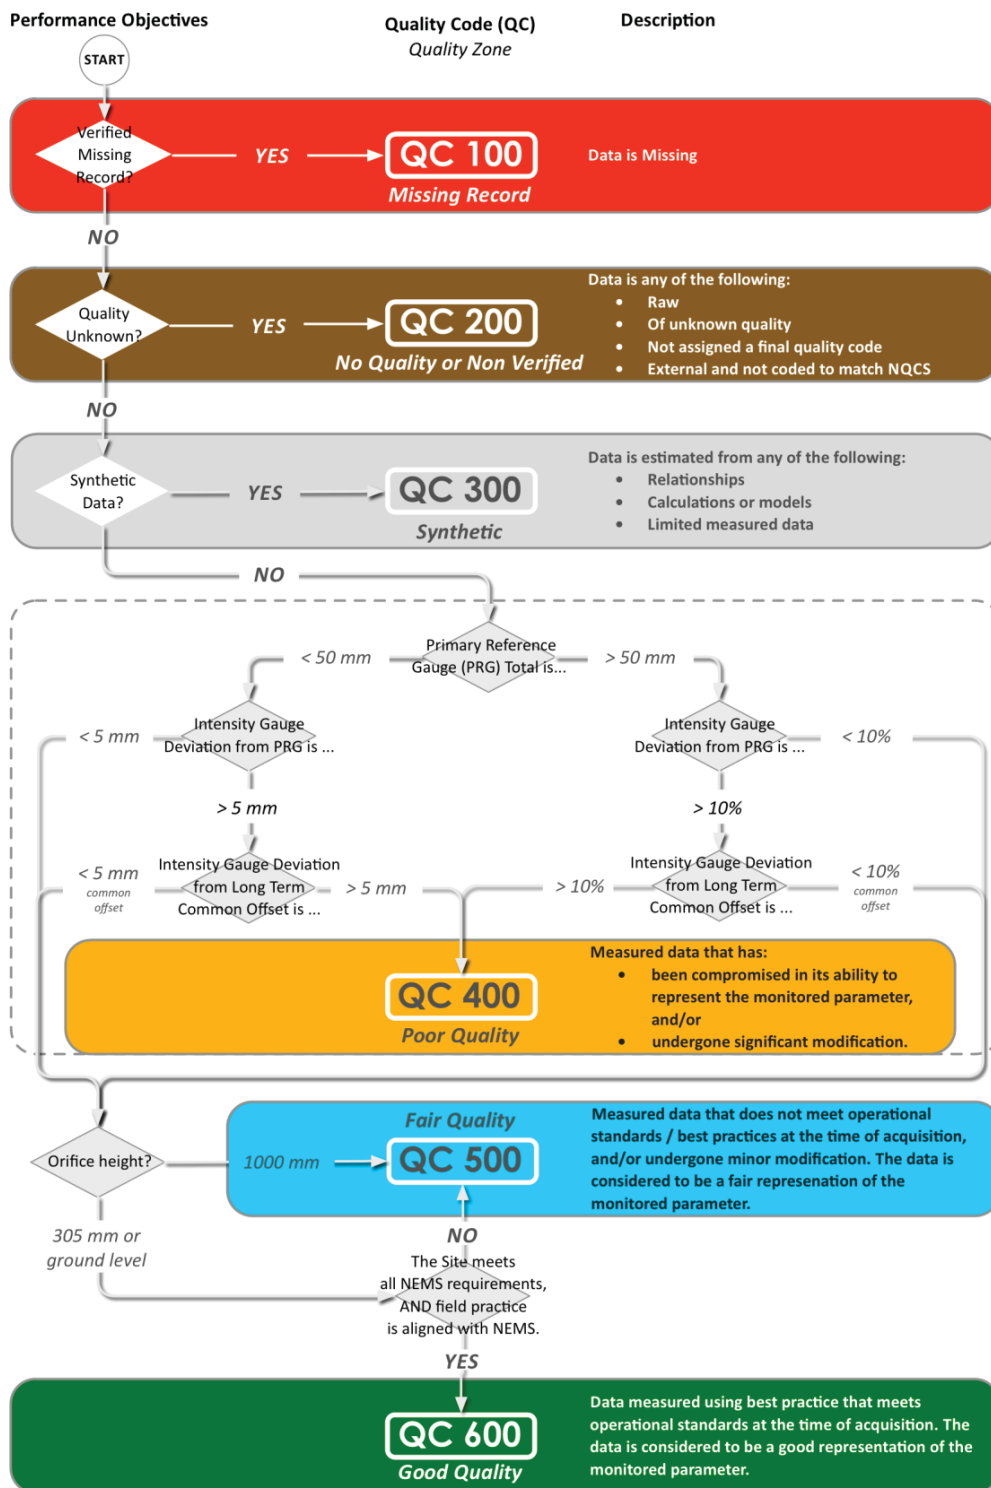 Performance Objectives
Quality Code (QC)
Description
Quality Zone
START
Verified
Missing
Record?
YES
QC 100
Missing Record
Data is Missing
NO
Quality
Unknown?
YES
QC 200
No Quality or Non Verified
Data is any of the following:
• Raw
• Of unknown quality
• Not assigned a final quality code
• External and not coded to match NQCS
NO
Synthetic
Data?
YES
QC 300
Synthetic
Data is estimated from any of the following:
• Relationships
• Calculations or models
• Limited measured data
NO
Primary Reference
Gauge (PRG) Total is...
< 50 mm
> 50 mm
Intensity Gauge
Deviation from PRG is ...
< 5 mm
Intensity Gauge
Deviation from PRG is ...
< 10%
> 5 mm
> 10%
< 5 mm
common
offset
Intensity Gauge Deviation
from Long Term
Common Offset is ...
> 5 mm
> 10%
Intensity Gauge Deviation
from Long Term
Common Offset is ...
< 10%
common
offset
QC 400
Poor Quality
Measured data that has:
• been compromised in its ability to
represent the monitored parameter,
and/or
• undergone significant modification.
Orifice height?
1000 mm
Fair Quality
QC 500
Measured data that does not meet operational
standards / best practices at the time of acquisition,
and/or undergone minor modification. The data is
considered to be a fair represenation of the
monitored parameter.
305 mm or
ground level
NO
The Site meets
all NEMS requirements,
AND field practice
is aligned with NEMS.
YES
QC 600
Good Quality
Data measured using best practice that meets
operational standards at the time of acquisition. The
data is considered to be a good representation of the
monitored parameter.